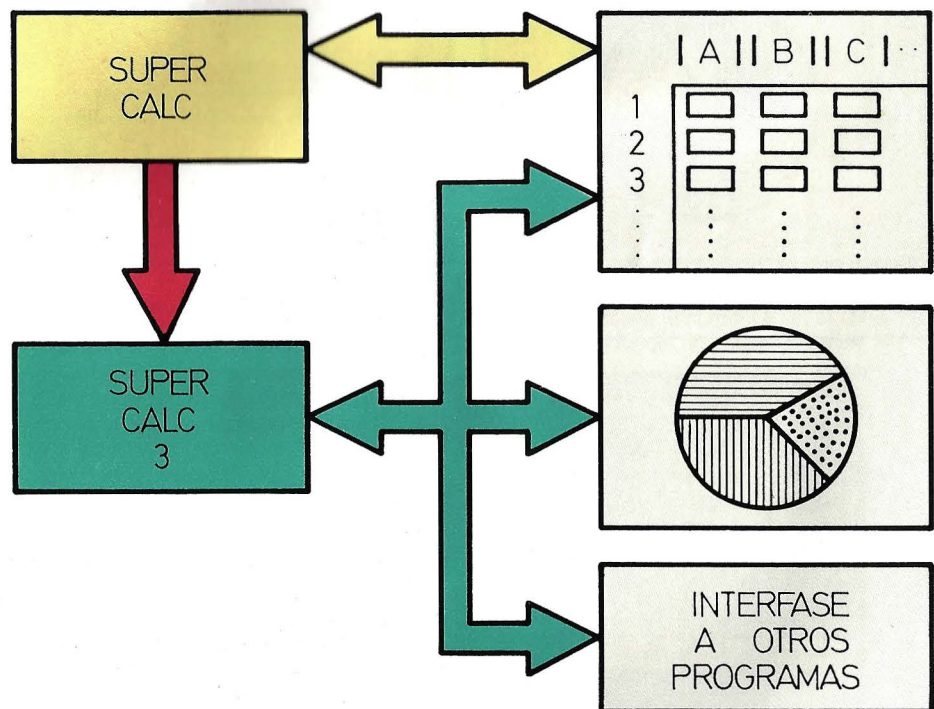 SUPER
CALC
| A | | B | | C | ··
1
2
3
SUPER
CALC
3
INTERFASE
A OTROS
PROGRAMAS